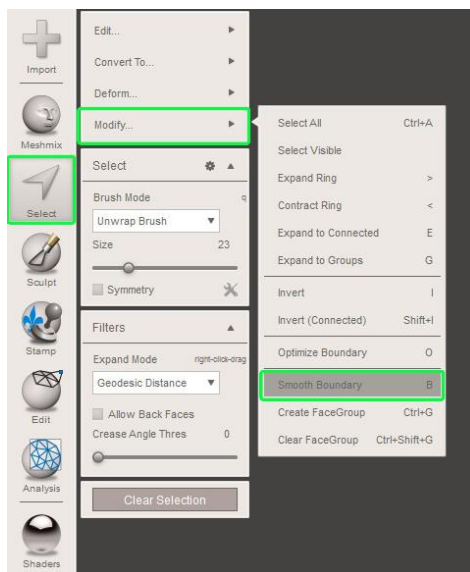 Import
Meshmix
Select
Sculpt
Stamp
Edit
Analysis
Shaders
Edit...
Convert To...
Deform...
Modify...
Select
Brush Mode q
Unwrap Brush
Size 23
Symmetry
Filters
Expand Mode right-click-drag
Geodesic Distance
Allow Back Faces
Crease Angle Thres 0
Clear Selection
Select All Ctrl+A
Select Visible
Expand Ring >
Contract Ring <
Expand to Connected E
Expand to Groups G
Invert I
Invert (Connected) Shift+I
Optimize Boundary O
Smooth Boundary B
Create FaceGroup Ctrl+G
Clear FaceGroup Ctrl+Shift+G